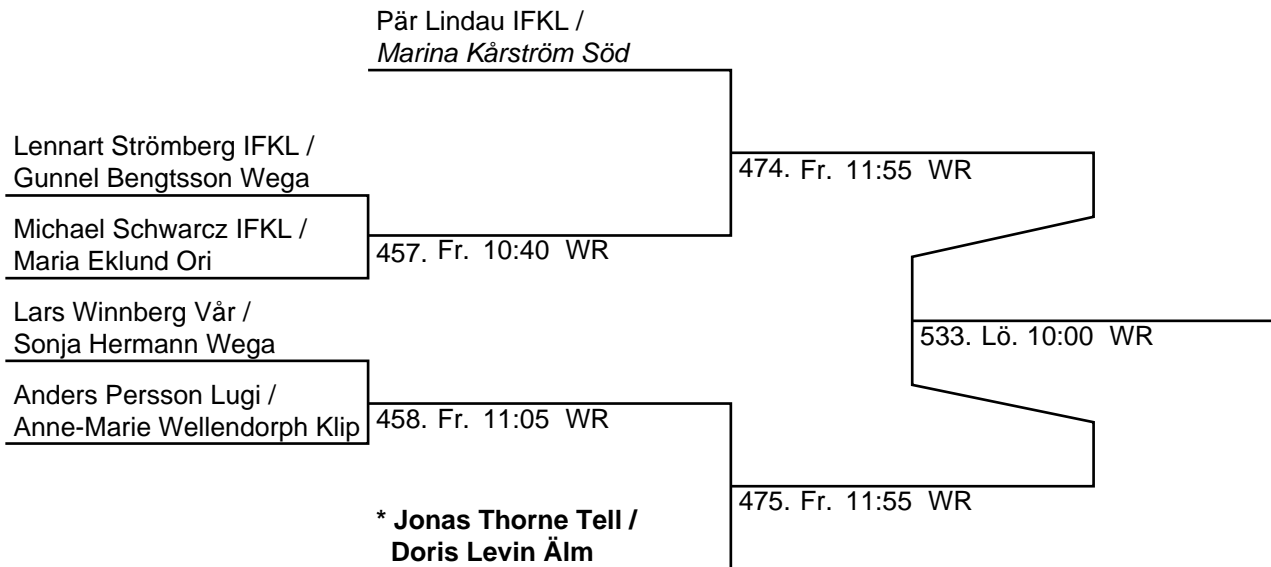 Pär Lindau IFKL /
Marina Kårström Söd
Lennart Strömberg IFKL /
Gunnel Bengtsson Wega
474. Fr. 11:55 WR
Michael Schwarcz IFKL /
Maria Eklund Ori
457. Fr. 10:40 WR
Lars Winnberg Vår /
Sonja Hermann Wega
533. Lö. 10:00 WR
Anders Persson Lugi /
Anne-Marie Wellendorph Klip
458. Fr. 11:05 WR
475. Fr. 11:55 WR
* Jonas Thorne Tell /
Doris Levin Älm